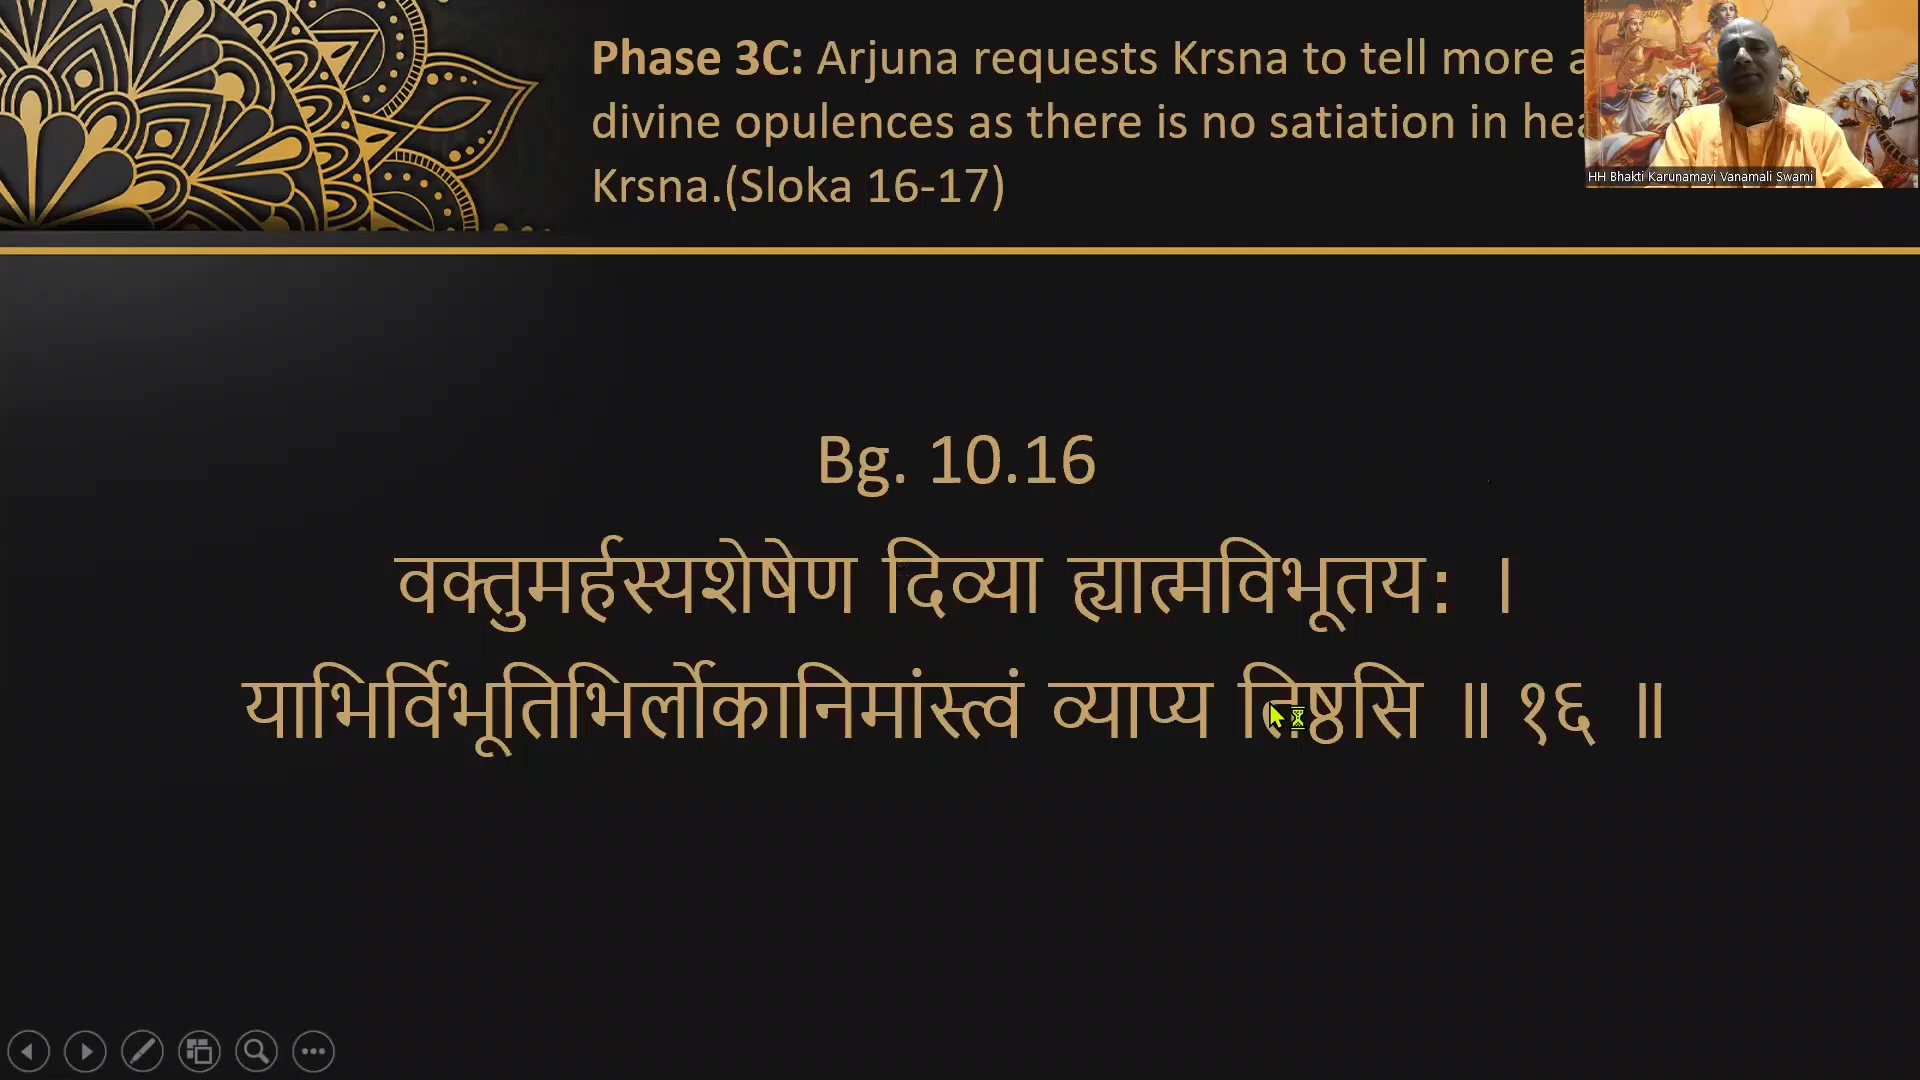 Phase 3C: Arjuna requests Krsna to tell more
divine opulences as there is no satiation in
Krsna.(Sloka 16-17)
HH Bhakti Karunamayi Vanamali Swami
Bg. 10.16
वक्तुमर्हस्यशेषेण दिव्या ह्यात्मविभूतय: ।
याभिर्विभूतिभिर्लोकानिमांस्त्वं व्याप्य तिष्ठसि ॥ १६ ॥